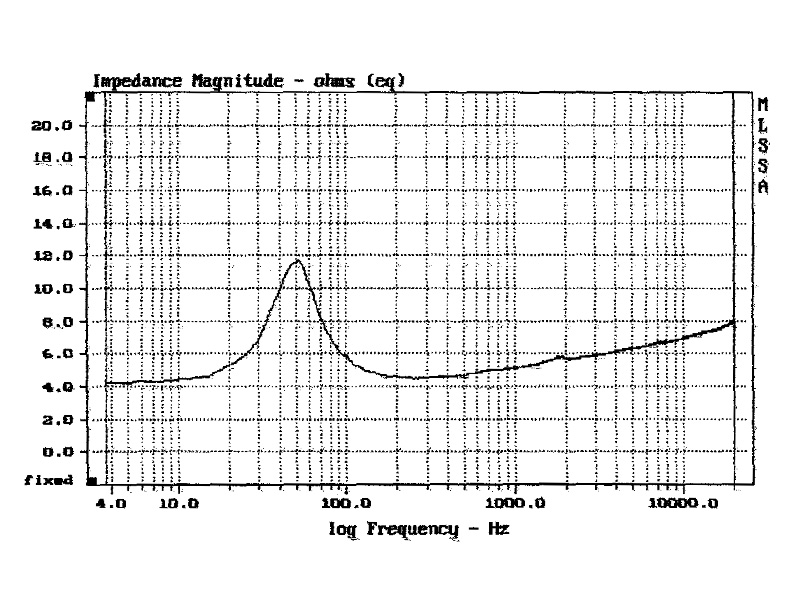 Impedance Magnitude - ohms (eq)
M
L
S
S
A
20.0
18.0
16.0
14.0
12.0
10.0
8.0
6.0
4.0
2.0
0.0
fixed
4.0 10.0 100.0 1000.0 10000.0
log Frequency - Hz